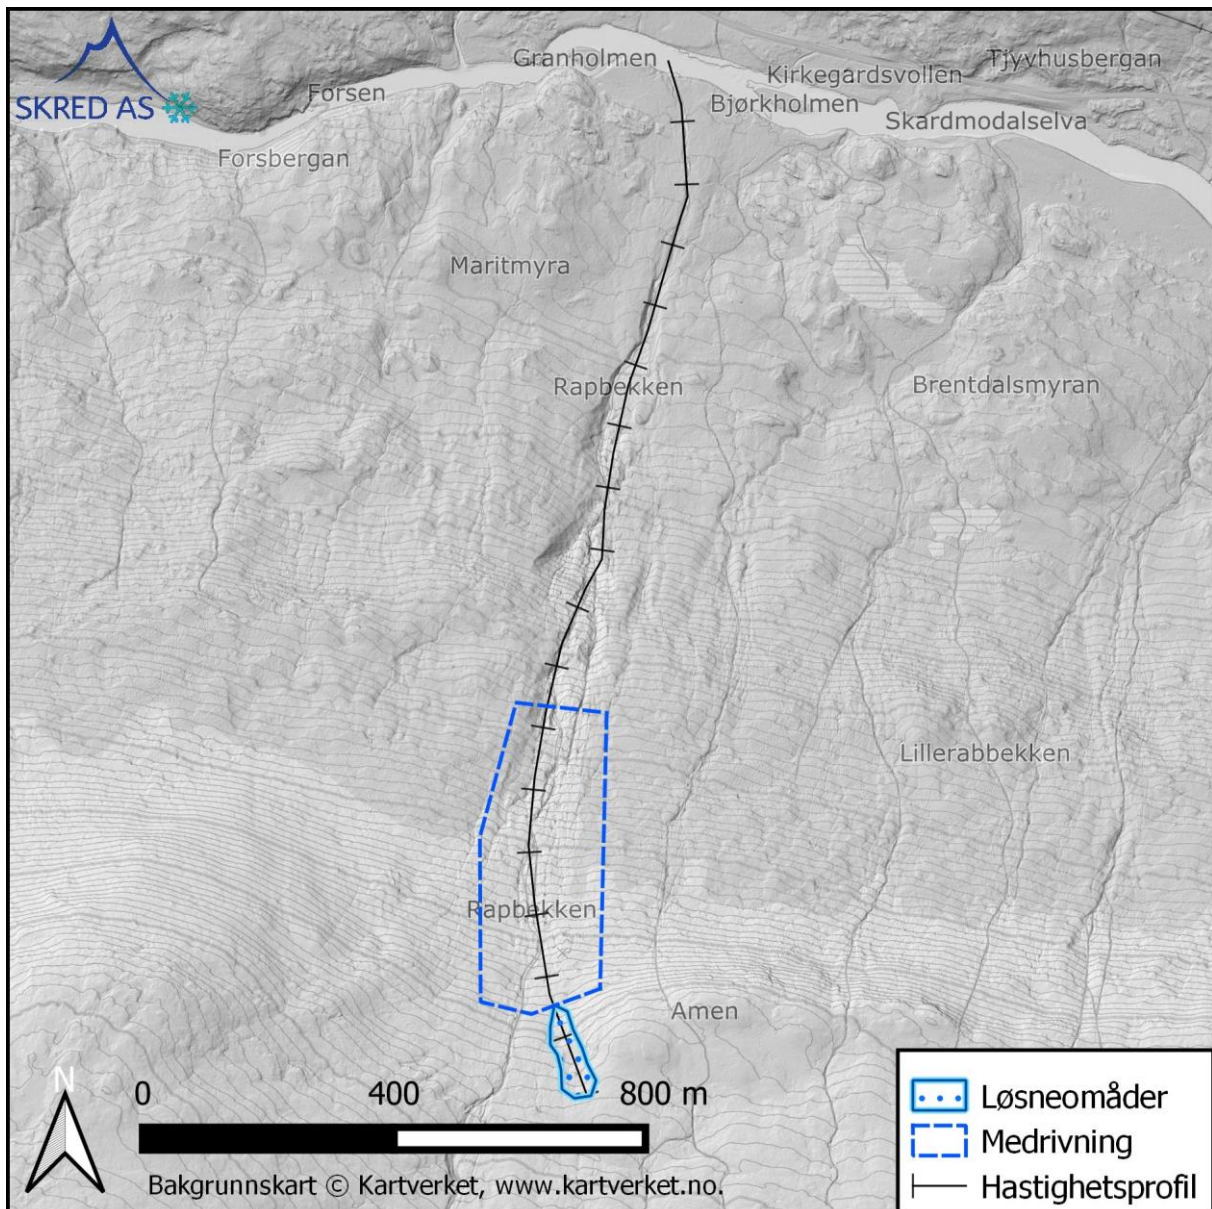 Granholmen
Tjyvhusbergan
Kirkegardsvollen
Forsen
Bjørkholmen
SKRED AS
Skardmodalselva
Forsbergan
Maritmyra
Rapbekken
Brentdalsmyran
Lillerabbekken
Rapbekken
Amen
N
0 400 800 m
Løsneområder
Medrivning
Hastighetsprofil
Bakgrunnskart © Kartverket, www.kartverket.no.